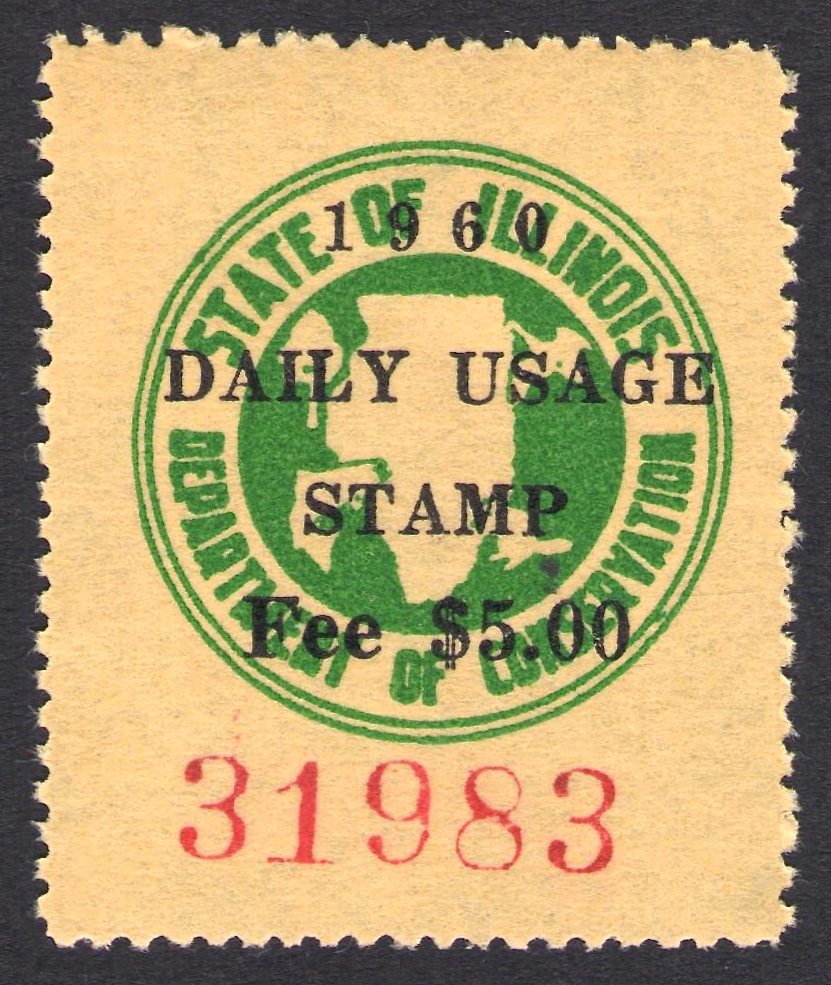 STATE OF ILLINOIS
1960
DAILY USAGE
STAMP
Fee $5.00
DEPARTMENT OF CONSERVATION
31983